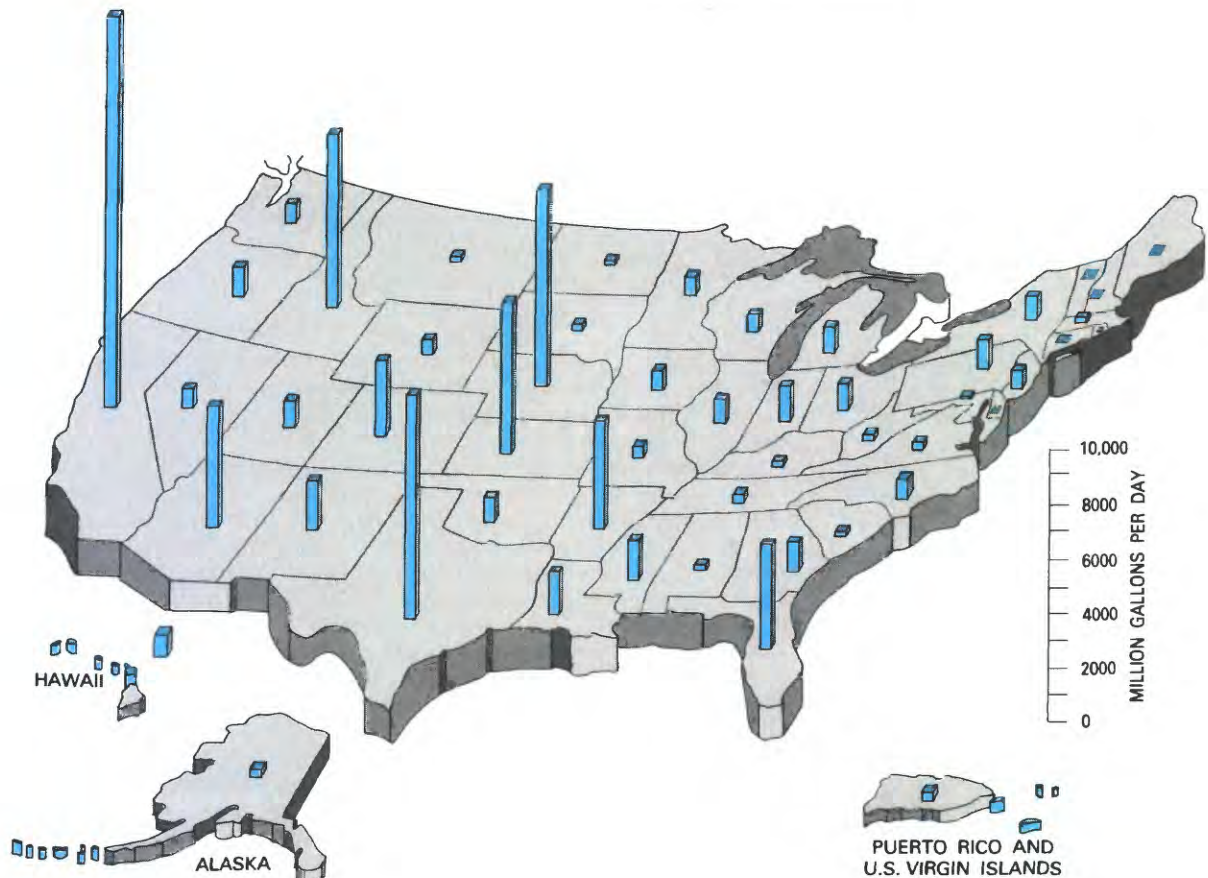 10,000
8000
6000
4000
2000
0
MILLION GALLONS PER DAY
HAWAII
ALASKA
PUERTO RICO AND
U.S. VIRGIN ISLANDS